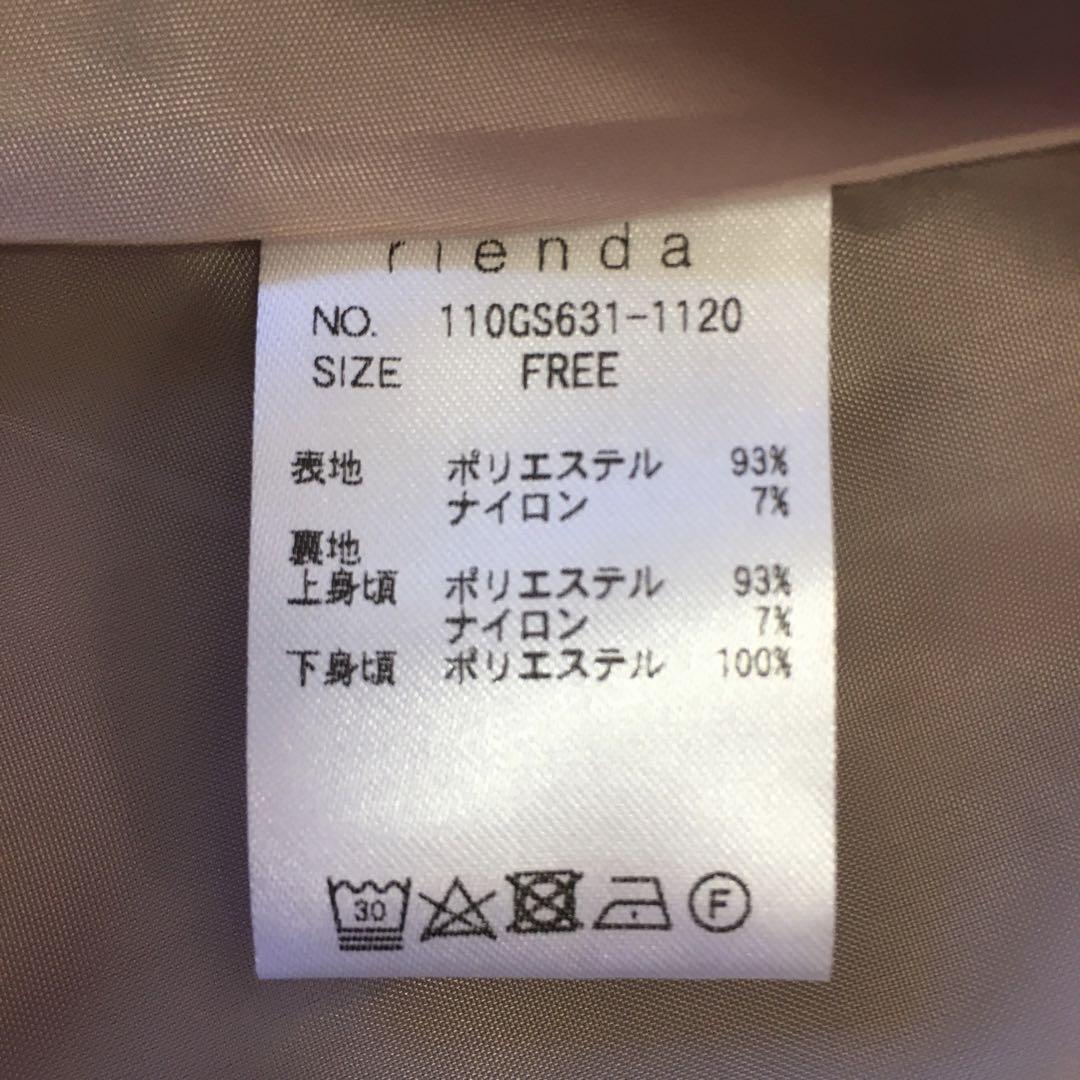 rienda
NO. 110GS631-1120
SIZE FREE
表地 ポリエステル 93%
ナイロン 7%
裏地
上身頃 ポリエステル 93%
ナイロン 7%
下身頃 ポリエステル 100%
30
F